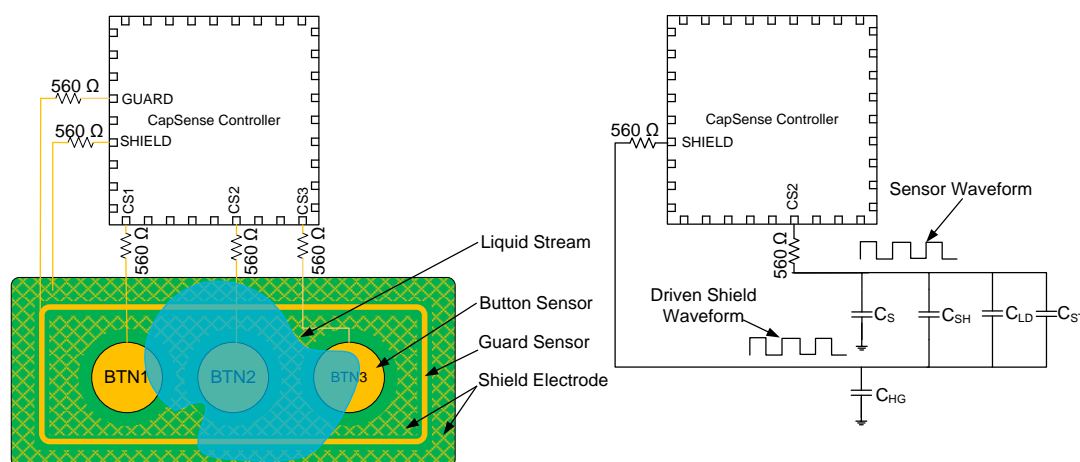 560 Ω
GUARD
CapSense Controller
560 Ω
SHIELD
CS1
CS2
CS3
560 Ω
560 Ω
560 Ω
Liquid Stream
Button Sensor
Guard Sensor
Shield Electrode
BTN1
BTN2
BTN3
CapSense Controller
560 Ω
SHIELD
CS2
560 Ω
Sensor Waveform
Driven Shield
Waveform
CS
CSH
CLD
CST
CHG